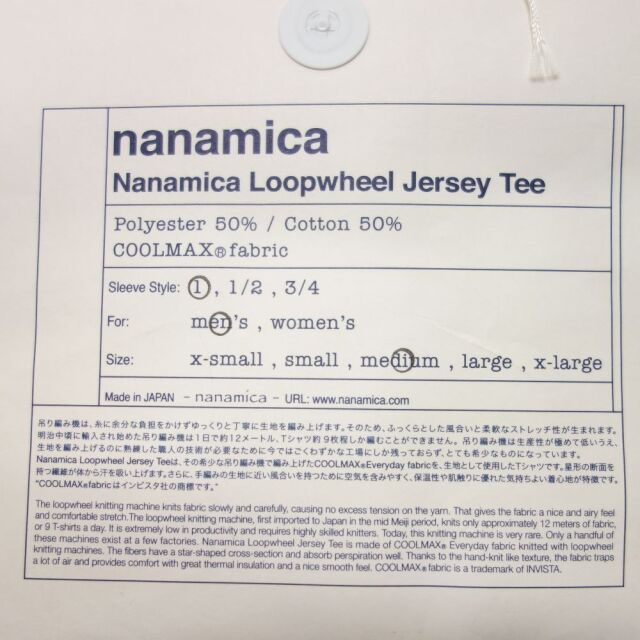 nanamica
Nanamica Loopwheel Jersey Tee
Polyester 50% / Cotton 50%
COOLMAX® fabric
Sleeve Style: 1 , 1/2 , 3/4
For: men's , women's
Size: x-small , small , medium , large , x-large
Made in JAPAN - nanamica - URL: www.nanamica.com
吊り編み機は、糸に余分な負担をかけずゆっくりと丁寧に生地を編み上げます。そのため、ふっくらとした風合いと柔軟なストレッチ性が生まれます。
明治中頃に輸入され始めた吊り編み機は1日で約12メートル、Tシャツ約9枚程しか編むことができません。吊り編み機は生産性が極めて低いうえ、
生地を編み上げるのに熟練した職人の技術が必要なために今ではごくわずかな工場にしか残っておらず、とても希少なものになっています。
Nanamica Loopwheel Jersey Teeは、その希少な吊り編み機で編み上げたCOOLMAX®Everyday fabricを、生地として使用したTシャツです。星形の断面を
持つ繊維が体から汗を吸い上げます。さらに、手編みの生地に近い風合いを持つために空気を含みやすく、保温性や肌触りに優れた気持ちよい着心地が特徴です。
"COOLMAX®fabricはインビスタ社の商標です。"
The loopwheel knitting machine knits fabric slowly and carefully, causing no excess tension on the yarn. That gives the fabric a nice and airy feel
and comfortable stretch.The loopwheel knitting machine, first imported to Japan in the mid Meiji period, knits only approximately 12 meters of fabric,
or 9 T-shirts a day. It is extremely low in productivity and requires highly skilled knitters. Today, this knitting machine is very rare. Only a handful of
these machines exist at a few factories. Nanamica Loopwheel Jersey Tee is made of COOLMAX® Everyday fabric knitted with loopwheel
knitting machines. The fibers have a star-shaped cross-section and absorb perspiration well. Thanks to the hand-knit like texture, the fabric traps
a lot of air and provides comfort with great thermal insulation and a nice smooth feel. COOLMAX® fabric is a trademark of INVISTA.